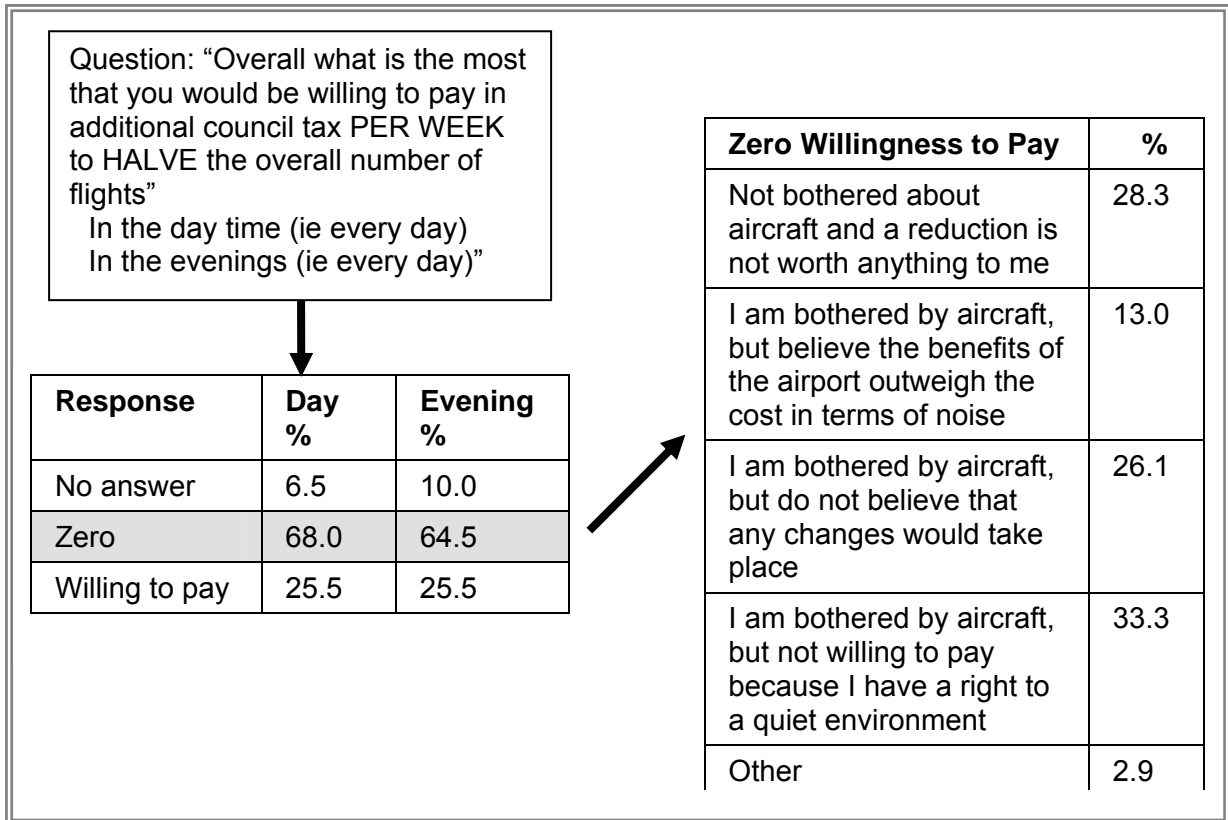 Question: “Overall what is the most
that you would be willing to pay in
additional council tax PER WEEK
to HALVE the overall number of
flights”
In the day time (ie every day)
In the evenings (ie every day)”
Response Day Evening
% %
No answer 6.5 10.0
Zero 68.0 64.5
Willing to pay 25.5 25.5
Zero Willingness to Pay %
Not bothered about 28.3
aircraft and a reduction is
not worth anything to me
I am bothered by aircraft, 13.0
but believe the benefits of
the airport outweigh the
cost in terms of noise
I am bothered by aircraft, 26.1
but do not believe that
any changes would take
place
I am bothered by aircraft, 33.3
but not willing to pay
because I have a right to
a quiet environment
Other 2.9